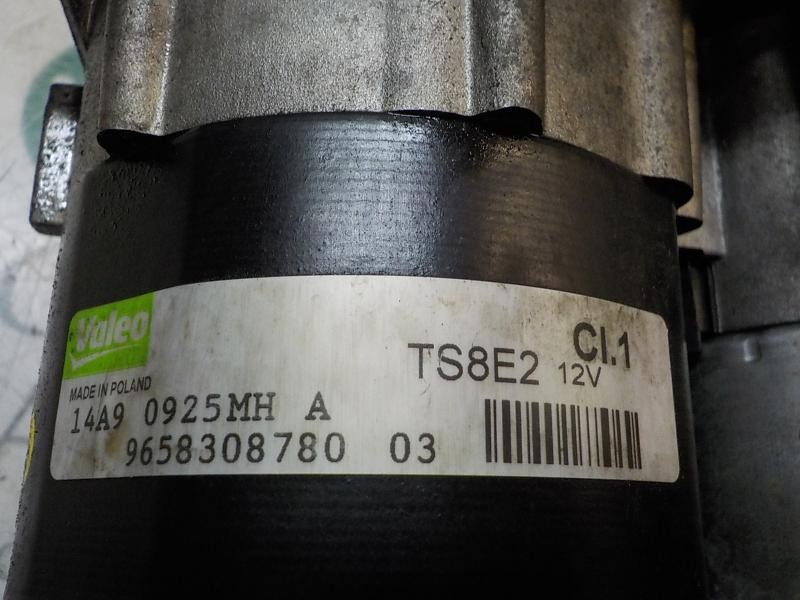 Valeo
MADE IN POLAND
TS8E2 12V Cl.1
14A9 0925MH A
9658308780 03